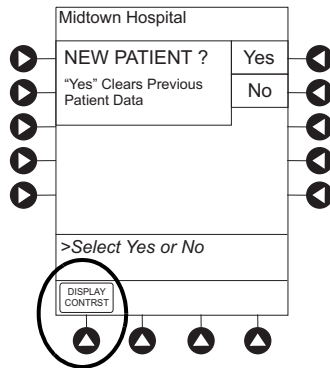 Midtown Hospital
NEW PATIENT ?
Yes
“Yes” Clears Previous
Patient Data
No
>Select Yes or No
DISPLAY
CONTRST